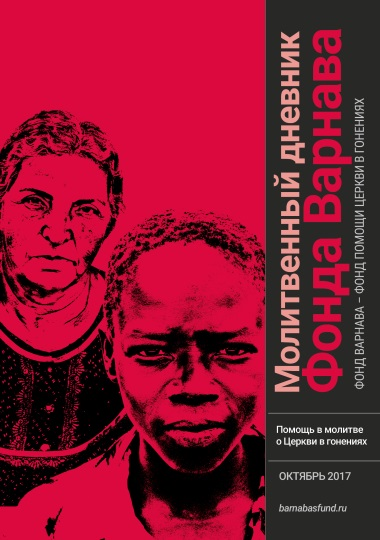 Молитвенный дневник
Фонда Варнава
ФОНД ВАРНАВА – ФОНД ПОМОЩИ ЦЕРКВИ В ГОНЕНИЯХ
Помощь в молитве
о Церкви в гонениях
ОКТЯБРЬ 2017
barnabasfund.ru